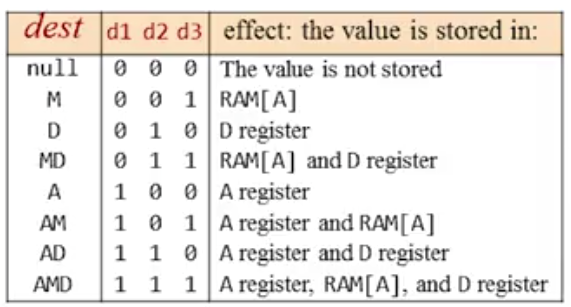 dest d1 d2 d3 effect: the value is stored in:
null 0 0 0 The value is not stored
M 0 0 1 RAM[A]
D 0 1 0 D register
MD 0 1 1 RAM[A] and D register
A 1 0 0 A register
AM 1 0 1 A register and RAM[A]
AD 1 1 0 A register and D register
AMD 1 1 1 A register, RAM[A], and D register